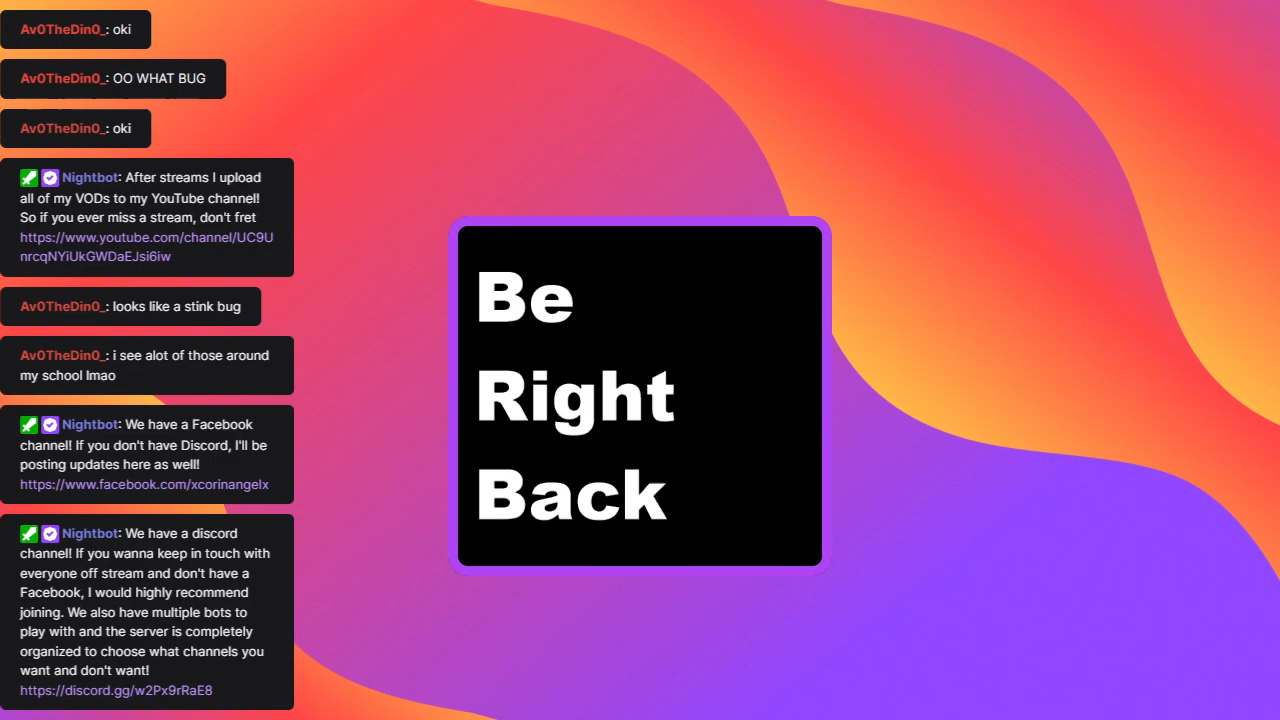 Av0TheDin0_: oki
Av0TheDin0_: OO WHAT BUG
Av0TheDin0_: oki
Nightbot: After streams I upload
all of my VODs to my YouTube channel!
So if you ever miss a stream, don't fret
https://www.youtube.com/channel/UC9U
nrcqNYiUkGWDaEJsi6iw
Av0TheDin0_: looks like a stink bug
Av0TheDin0_: i see alot of those around
my school lmao
Nightbot: We have a Facebook
channel! If you don't have Discord, I'll be
posting updates here as well!
https://www.facebook.com/xcorinangelx
Nightbot: We have a discord
channel! If you wanna keep in touch with
everyone off stream and don't have a
Facebook, I would highly recommend
joining. We also have multiple bots to
play with and the server is completely
organized to choose what channels you
want and don't want!
https://discord.gg/w2Px9rRaE8
Be
Right
Back